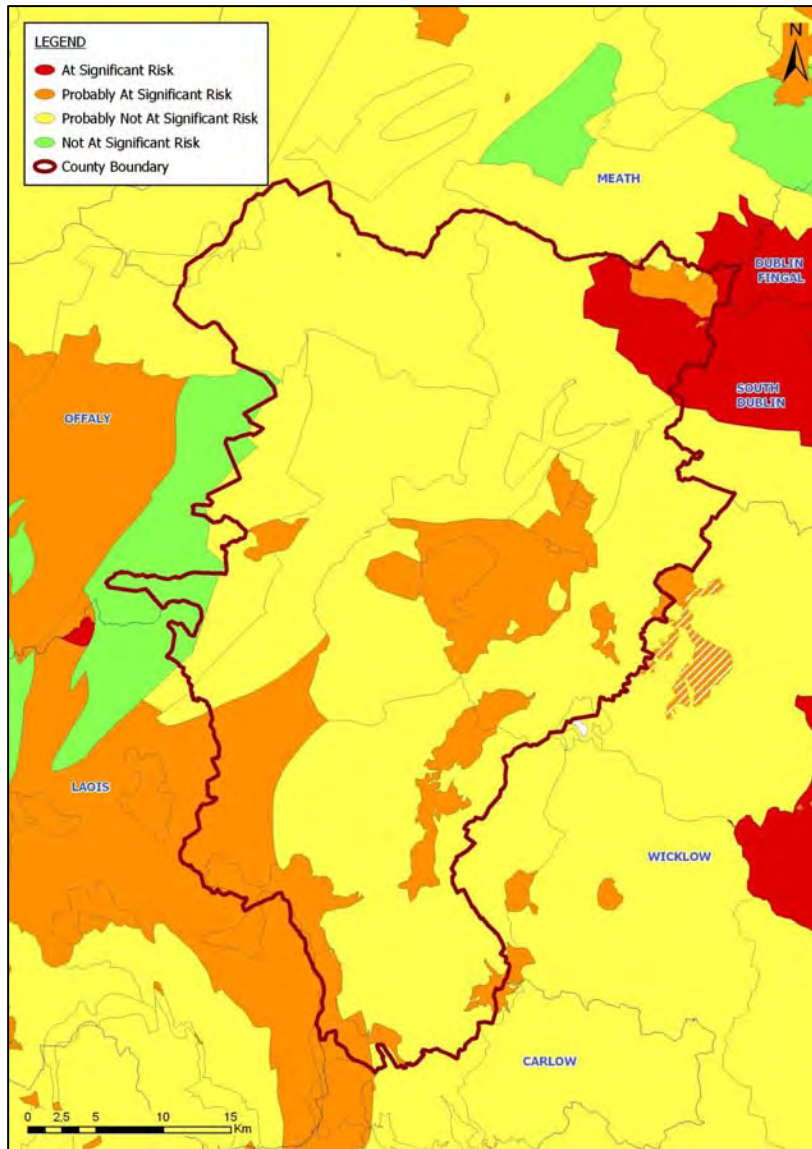 LEGEND
At Significant Risk
Probably At Significant Risk
Probably Not At Significant Risk
Not At Significant Risk
County Boundary
N
MEATH
DUBLIN
FINGAL
SOUTH
DUBLIN
OFFALY
LAOIS
WICKLOW
CARLOW
0 2.5 5 10 15
Km